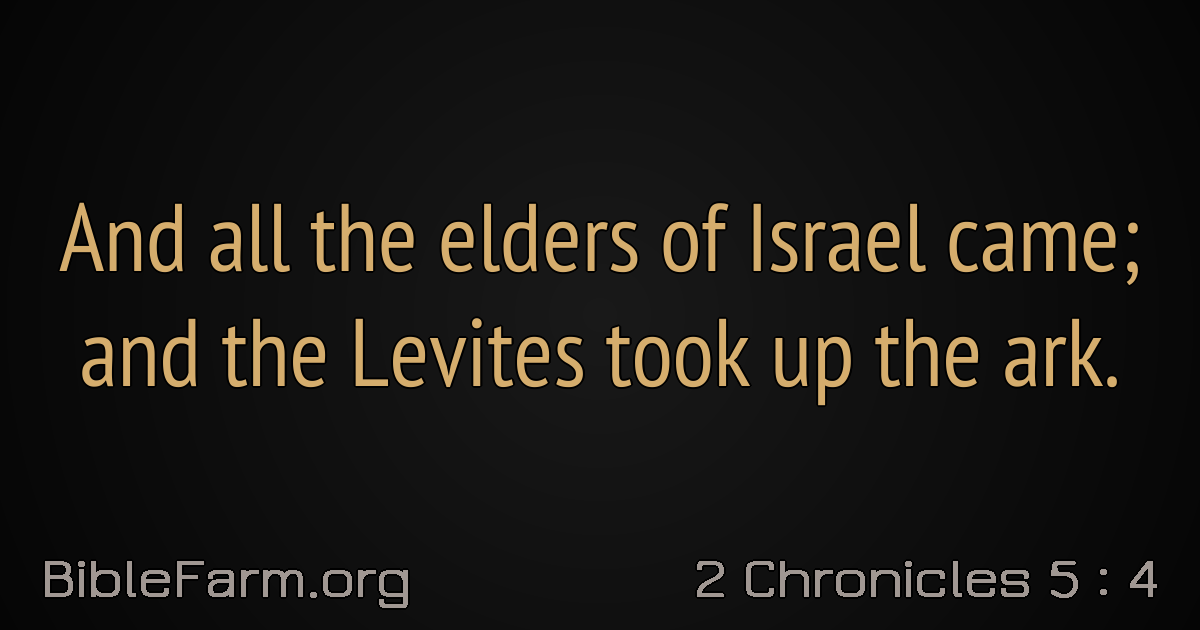 And all the elders of Israel came;
and the Levites took up the ark.
BibleFarm.org
2 Chronicles 5 : 4